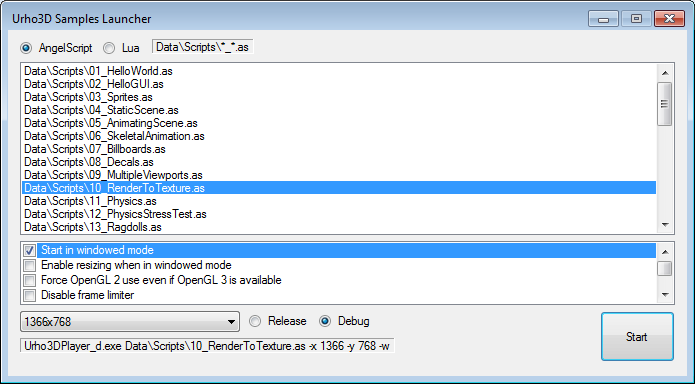 Urho3D Samples Launcher
AngelScript Lua Data\Scripts\*_*.as
Data\Scripts\01_HelloWorld.as
Data\Scripts\02_HelloGUI.as
Data\Scripts\03_Sprites.as
Data\Scripts\04_StaticScene.as
Data\Scripts\05_AnimatingScene.as
Data\Scripts\06_SkeletalAnimation.as
Data\Scripts\07_Billboards.as
Data\Scripts\08_Decals.as
Data\Scripts\09_MultipleViewports.as
Data\Scripts\10_RenderToTexture.as
Data\Scripts\11_Physics.as
Data\Scripts\12_PhysicsStressTest.as
Data\Scripts\13_Ragdolls.as
Start in windowed mode
Enable resizing when in windowed mode
Force OpenGL 2 use even if OpenGL 3 is available
Disable frame limiter
1366x768 Release Debug
Start
Urho3DPlayer_d.exe Data\Scripts\10_RenderToTexture.as -x 1366 -y 768 -w